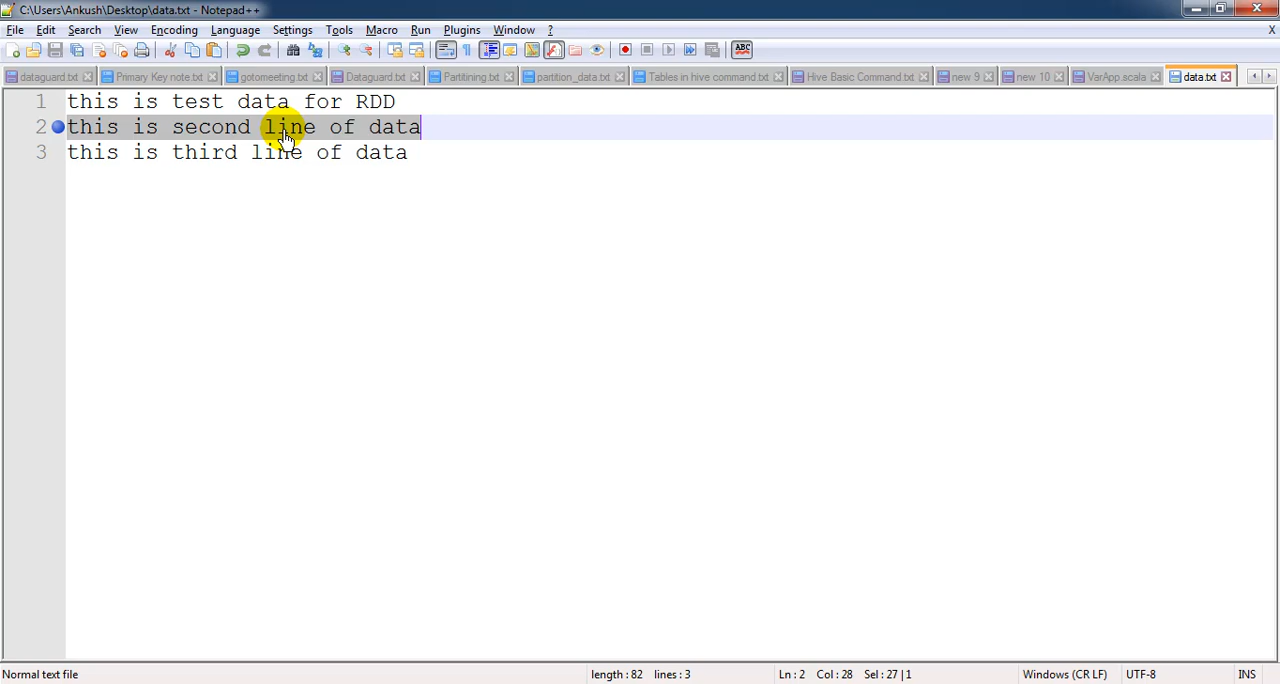 C:\Users\Ankush\Desktop\data.txt - Notepad++
File Edit Search View Encoding Language Settings Tools Macro Run Plugins Window ? X
dataguard.txt Primary Key note.txt gotomeeting.txt Dataguard.txt Partitining.txt partition_data.txt Tables in hive command.txt Hive Basic Command.txt new 9 new 10 VarApp.scala data.txt
ABC
1 this is test data for RDD
2 this is second line of data
3 this is third line of data
Normal text file length : 82 lines : 3 Ln : 2 Col : 28 Sel : 27 | 1 Windows (CR LF) UTF-8 INS